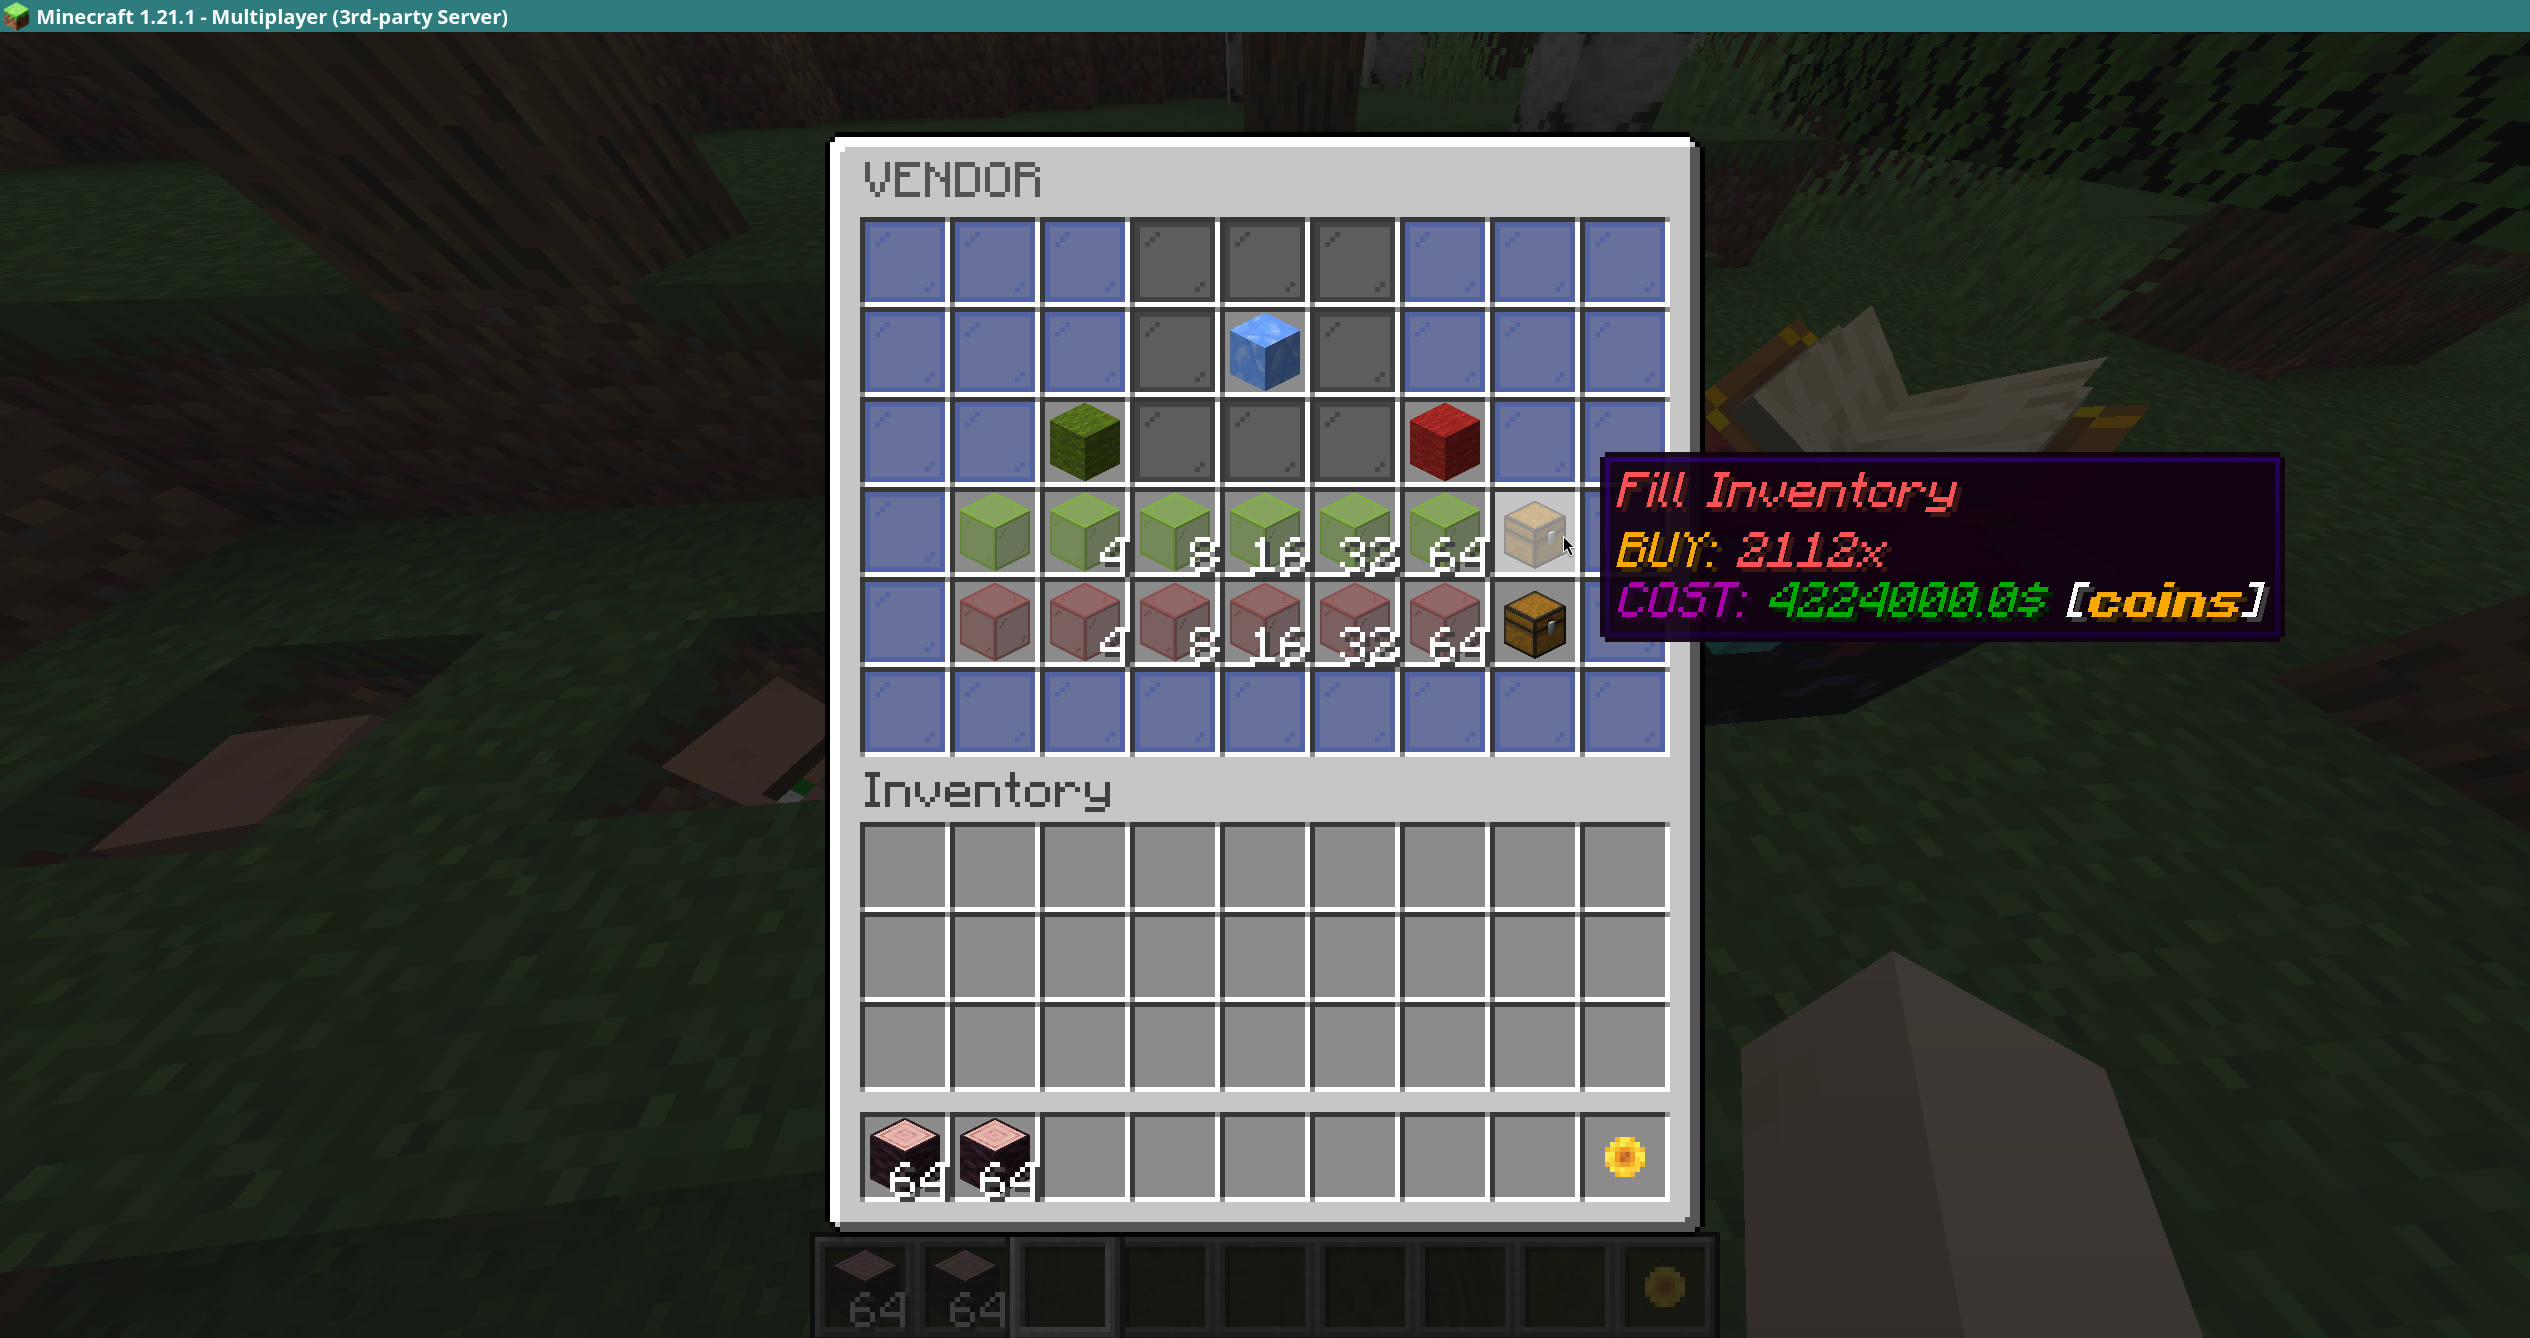 Minecraft 1.21.1 - Multiplayer (3rd-party Server)
VENDOR
4 8 16 32 64
4 8 16 32 64
Fill Inventory
BUY: 2112x
COST: 4224000.0$ [coins]
Inventory
64 64
64 64